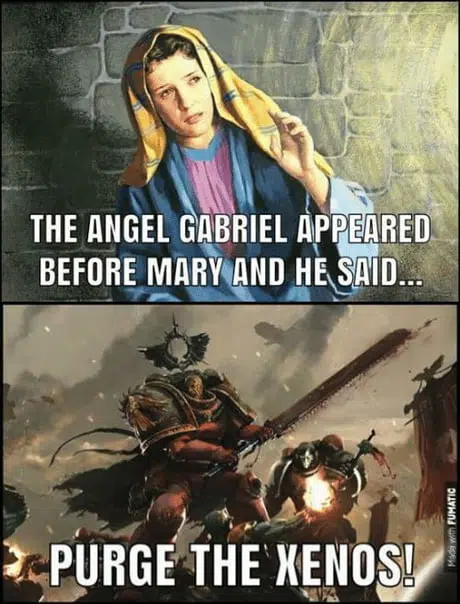 THE ANGEL GABRIEL APPEARED
BEFORE MARY AND HE SAID...
PURGE THE XENOS!
Made with FUMATIC